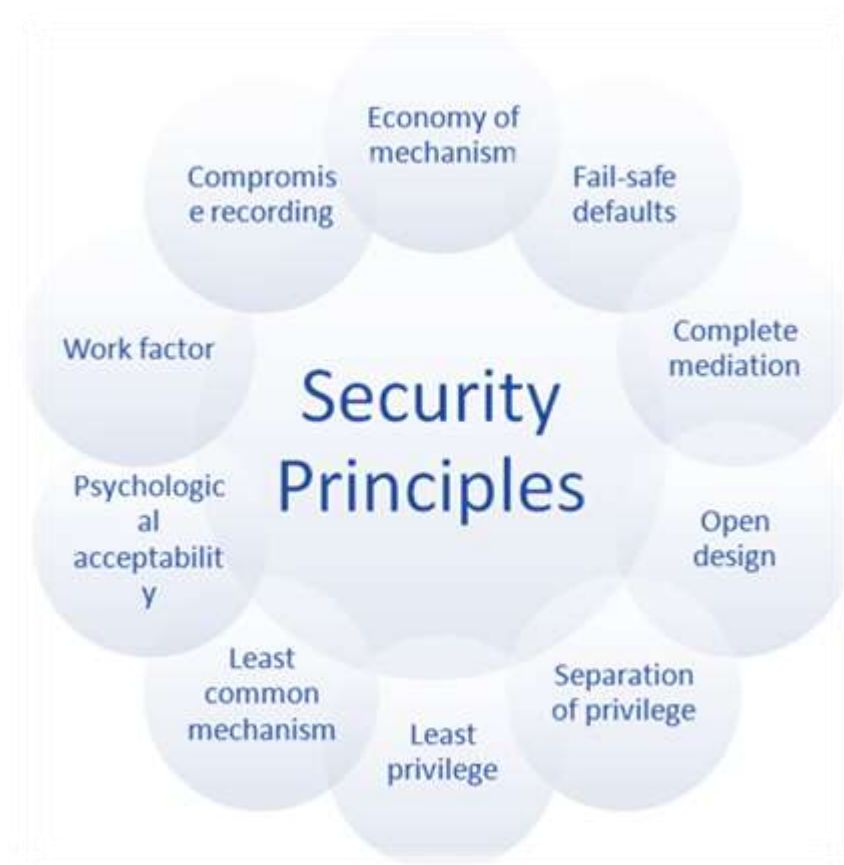 Economy of
mechanism
Fail-safe
defaults
Complete
mediation
Open
design
Separation
of privilege
Least
privilege
Least
common
mechanism
Psychologic
al
acceptabilit
y
Work factor
Compromis
e recording
Security
Principles